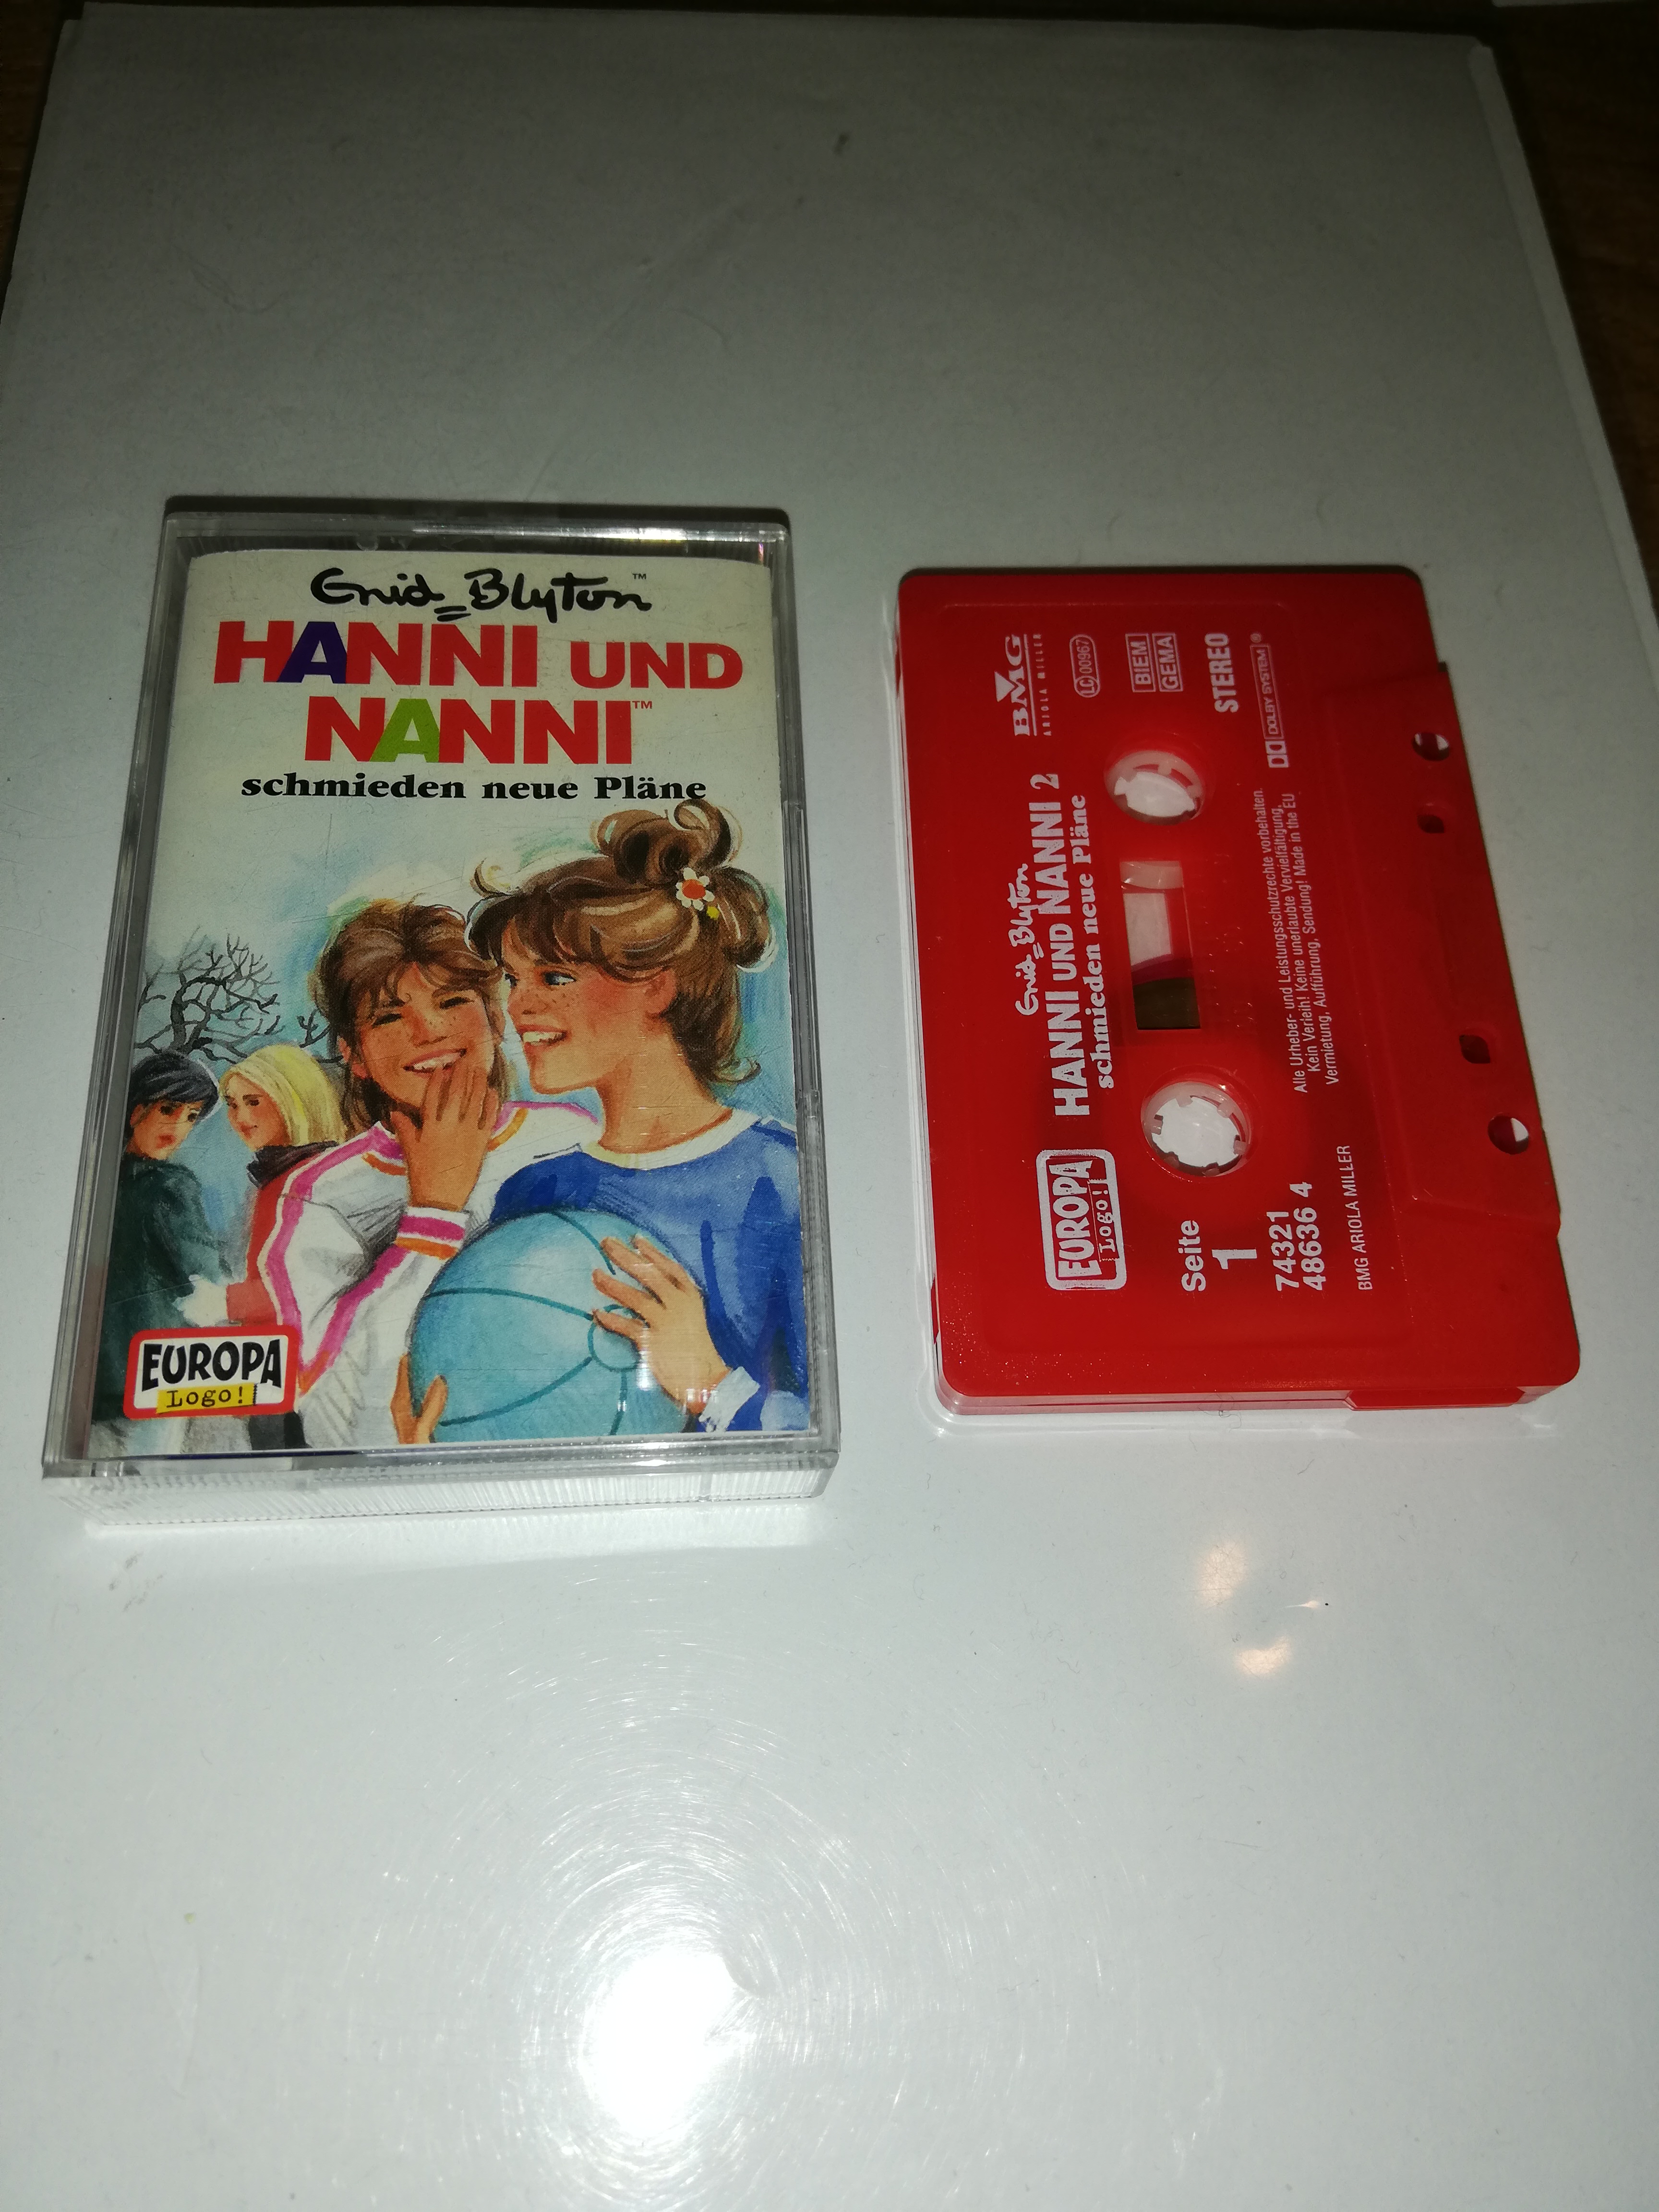 Enid Blyton™
HANNI UND
NANNI™
schmieden neue Pläne
EUROPA
Logo!
EUROPA
Logo!
Enid Blyton
HANNI UND NANNI 2
schmieden neue Pläne
BMG
ARIOLA MILLER
LC 00967
BIEM
GEMA
STEREO
DOLBY SYSTEM®
Seite
1
74321
48636 4
Alle Urheber- und Leistungsschutzrechte vorbehalten.
Kein Verleih! Keine unerlaubte Vervielfältigung,
Vermietung, Aufführung, Sendung! Made in the EU
BMG ARIOLA MILLER